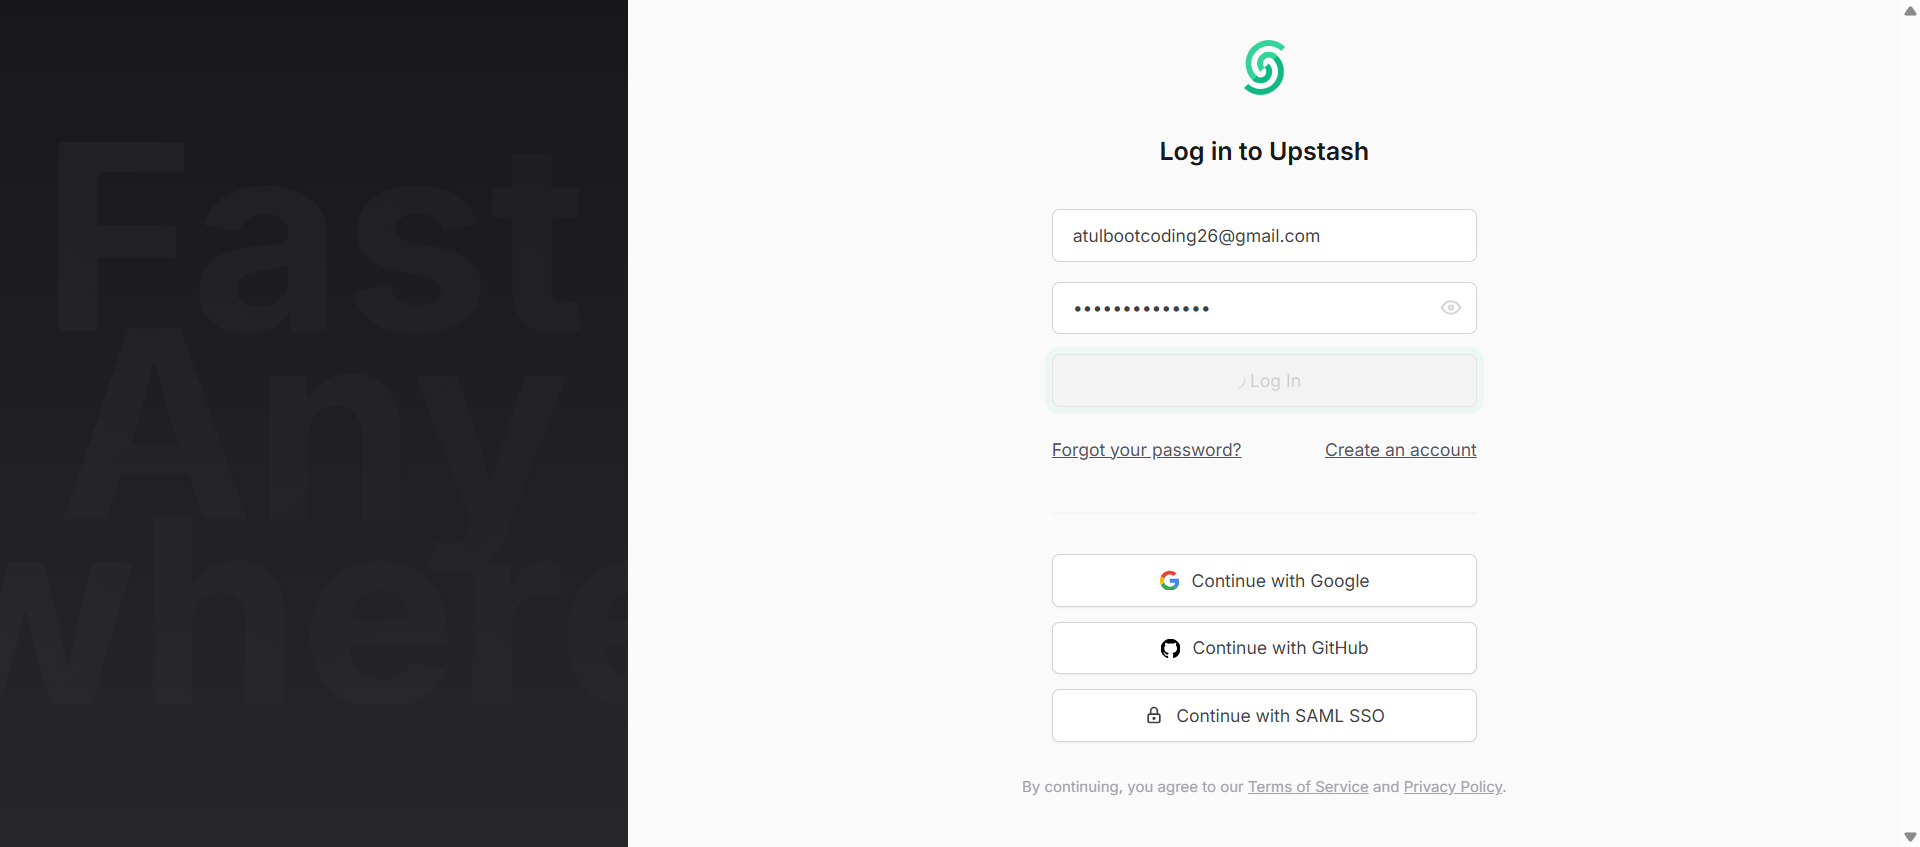 Fast
Any
where
Log in to Upstash
atulbootcoding26@gmail.com
••••••••••••••
Log In
Forgot your password?
Create an account
Continue with Google
Continue with GitHub
Continue with SAML SSO
By continuing, you agree to our Terms of Service and Privacy Policy.